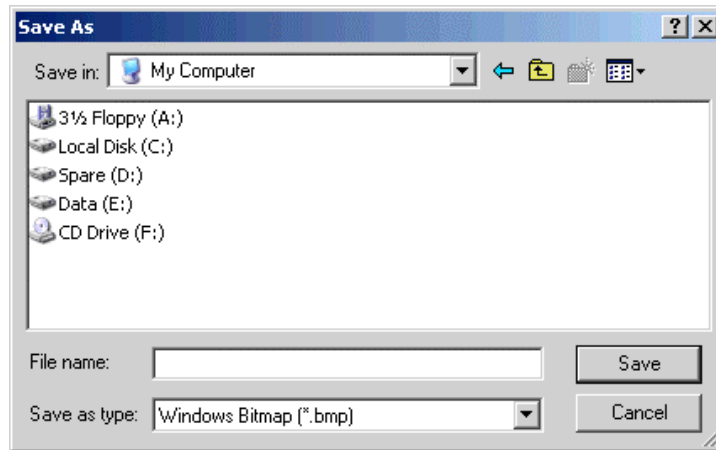 Save As
Save in: My Computer
3½ Floppy (A:)
Local Disk (C:)
Spare (D:)
Data (E:)
CD Drive (F:)
File name: Save
Save as type: Windows Bitmap (*.bmp) Cancel